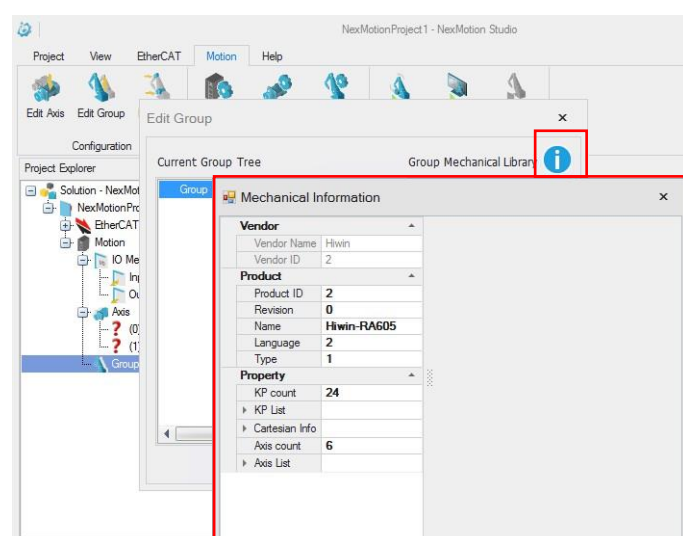 NexMotionProject1 - NexMotion Studio
Project View EtherCAT Motion Help
Edit Axis Edit Group
Configuration
Edit Group x
Project Explorer
Current Group Tree Group Mechanical Library i
Solution - NexMot
NexMotionPro
EtherCAT
Motion
IO Me
Inp
Ou
Axis
? (0)
? (1)
Group
Group
Mechanical Information x
Vendor
Vendor Name Hiwin
Vendor ID 2
Product
Product ID 2
Revision 0
Name Hiwin-RA605
Language 2
Type 1
Property
KP count 24
KP List
Cartesian Info
Axis count 6
Axis List